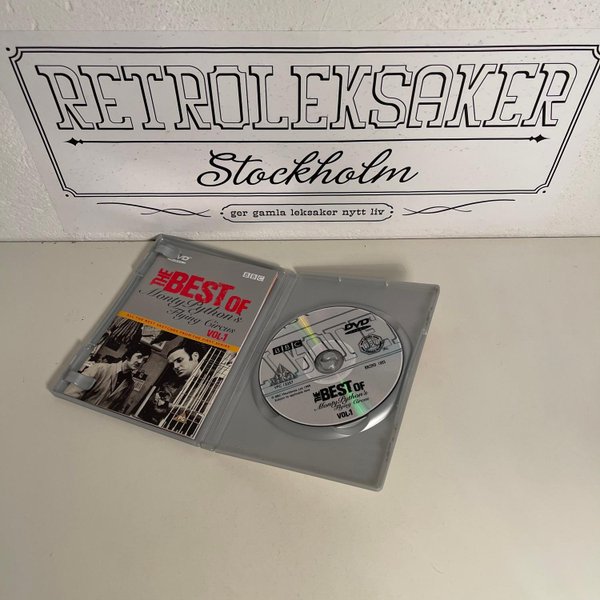 RETROLEKSAKER
Stockholm
ger gamla leksaker nytt liv
BBC
THE BEST OF
Monty Python's
Flying Circus
VOL.1
BBC
DVD
VIDEO
THE BEST OF
Monty Python's
Flying Circus
VOL.1